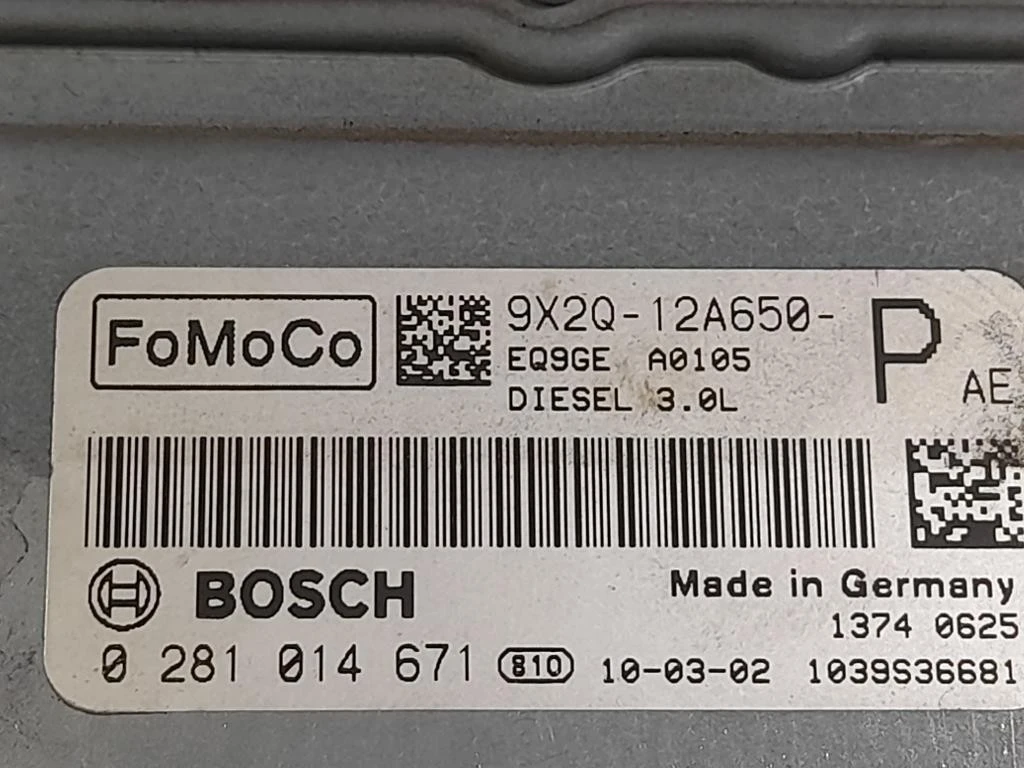 FoMoCo
9X2Q-12A650-
P
AE
EQ9GE A0105
DIESEL 3.0L
BOSCH
Made in Germany
1374 0625
0 281 014 671 810 10-03-02 1039S36681